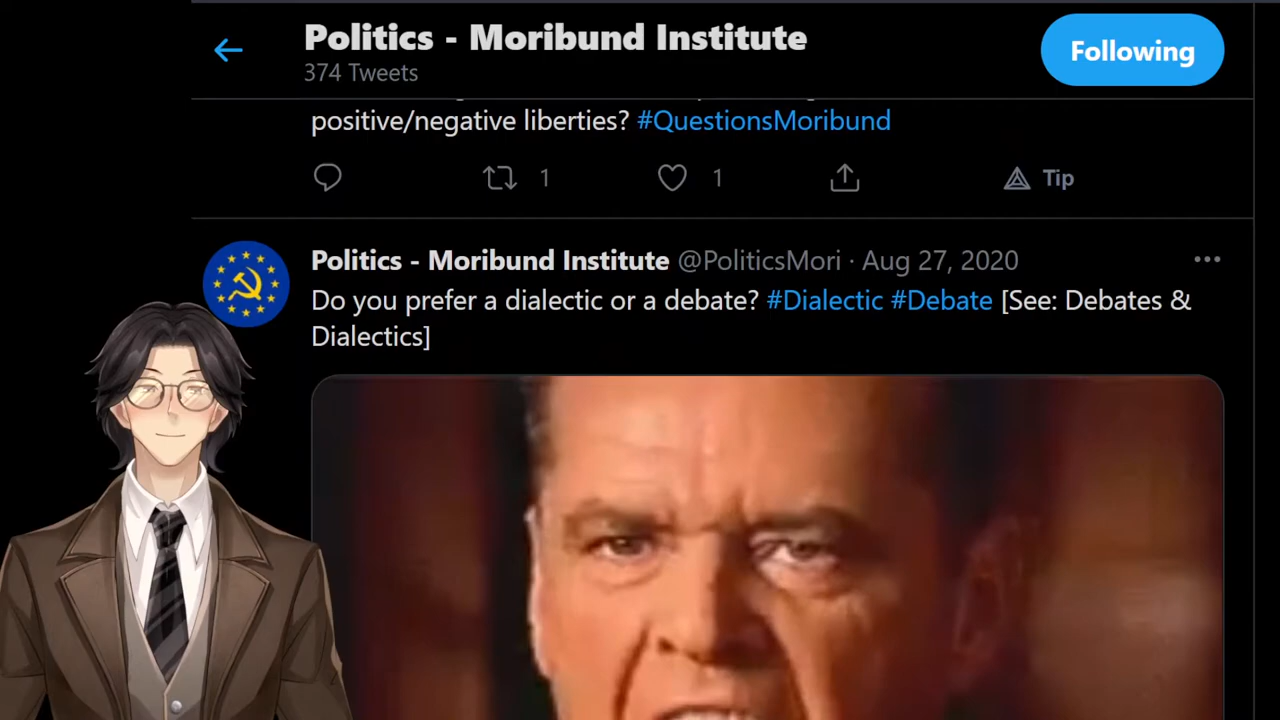 Politics - Moribund Institute
374 Tweets
Following
positive/negative liberties? #QuestionsMoribund
1
1
Tip
Politics - Moribund Institute @PoliticsMori · Aug 27, 2020
Do you prefer a dialectic or a debate? #Dialectic #Debate [See: Debates &
Dialectics]